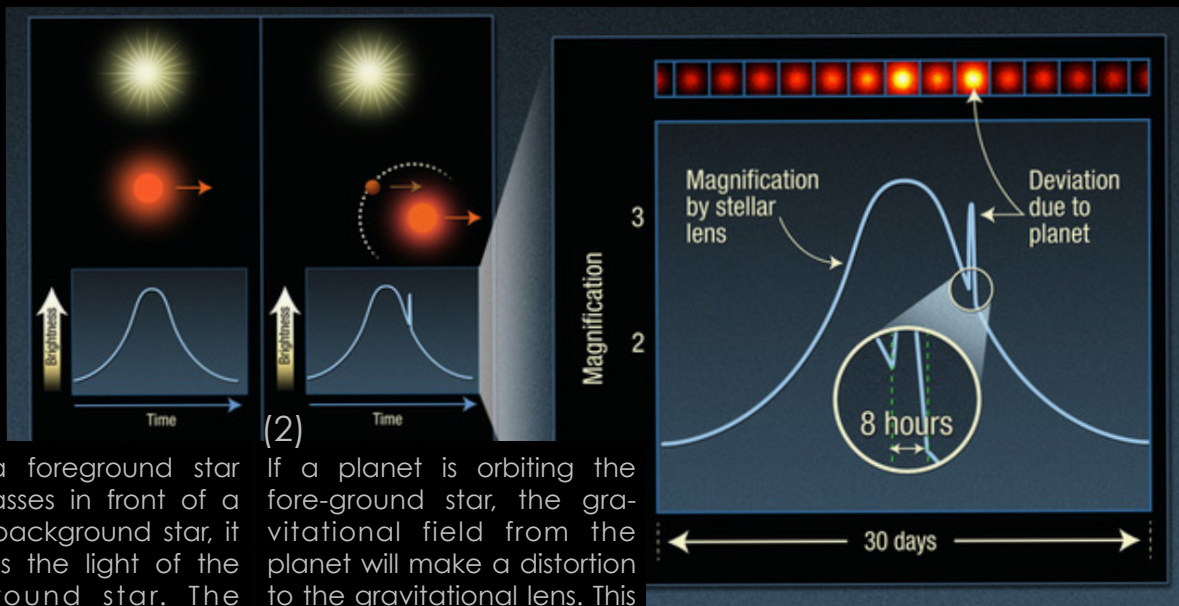 Brightness
Time
Brightness
Time
a foreground star
asses in front of a
background star, it
s the light of the
ound star. The
(2)
If a planet is orbiting the
fore-ground star, the gra-
vitational field from the
planet will make a distortion
to the gravitational lens. This
Magnification
by stellar
lens
Deviation
due to
planet
Magnification
3
2
8 hours
30 days